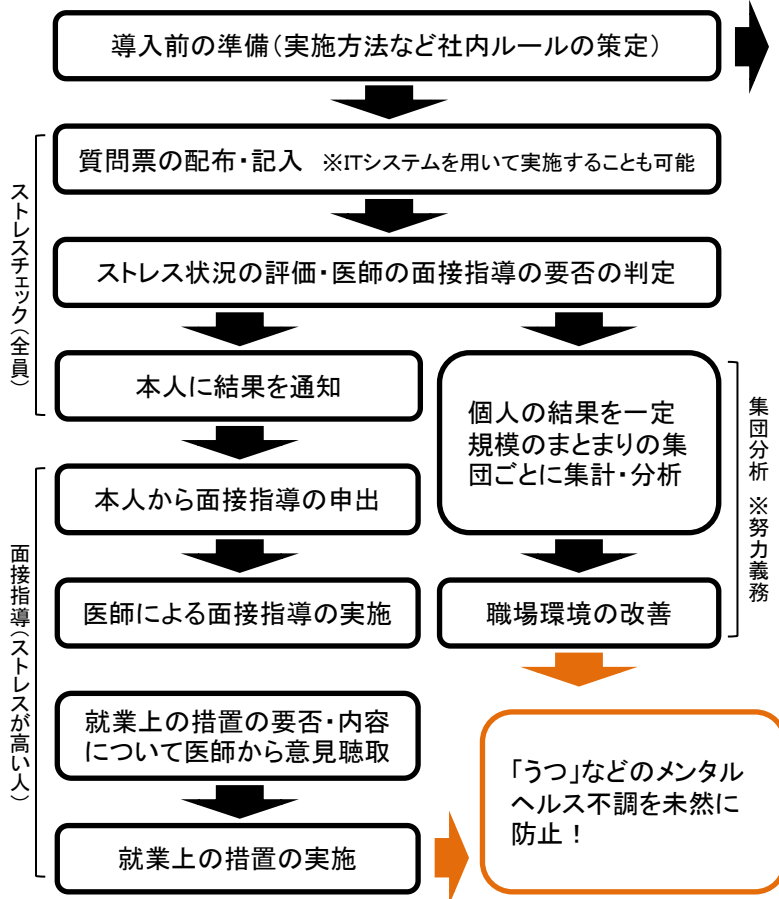 導入前の準備(実施方法など社内ルールの策定)
ストレスチェック(全員)
質問票の配布・記入 ※ITシステムを用いて実施することも可能
ストレス状況の評価・医師の面接指導の要否の判定
本人に結果を通知
個人の結果を一定
規模のまとまりの集
団ごとに集計・分析
集団分析 ※努力義務
面接指導(ストレスが高い人)
本人から面接指導の申出
医師による面接指導の実施
職場環境の改善
就業上の措置の要否・内容
について医師から意見聴取
就業上の措置の実施
「うつ」などのメンタル
ヘルス不調を未然に
防止!